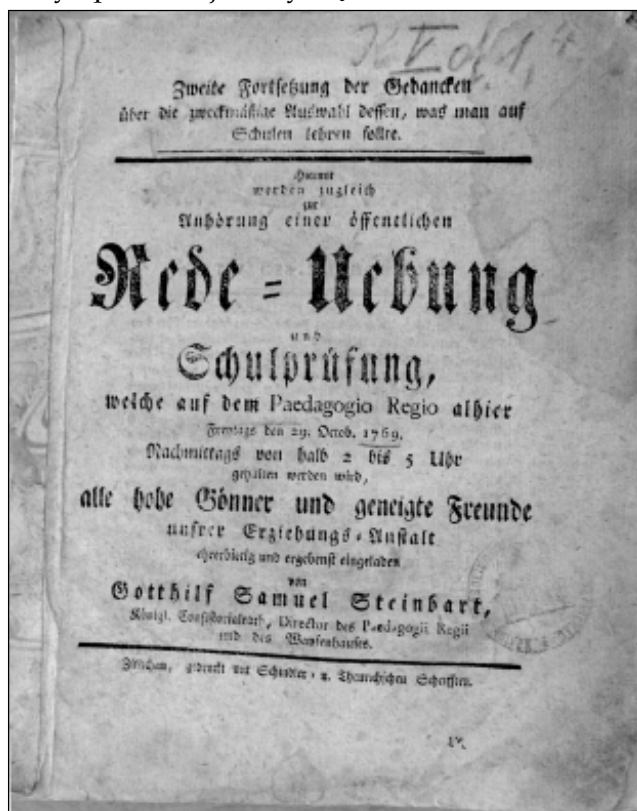 Zweite Fortsetzung der Gedancken
über die zweckmäßige Auswahl dessen, was man auf
Schulen lehren sollte.
Hiermit
werden zugleich
zur
Anhörung einer öffentlichen
Rede-Uebung
und
Schulprüfung,
welche auf dem Paedagogio Regio alhier
Freytags den 29. Octob. 1769.
Nachmittags von halb 2 bis 5 Uhr
gehalten werden wird,
alle hohe Gönner und geneigte Freunde
unsrer Erziehungs-Anstalt
ehrerbietig und ergebenst eingeladen
von
Gotthilf Samuel Steinbart,
Königl. Consistorialrath, Director des Paedagogii Regii
und des Waysenhauses.
Züllichau, gedruckt mit Schriften.